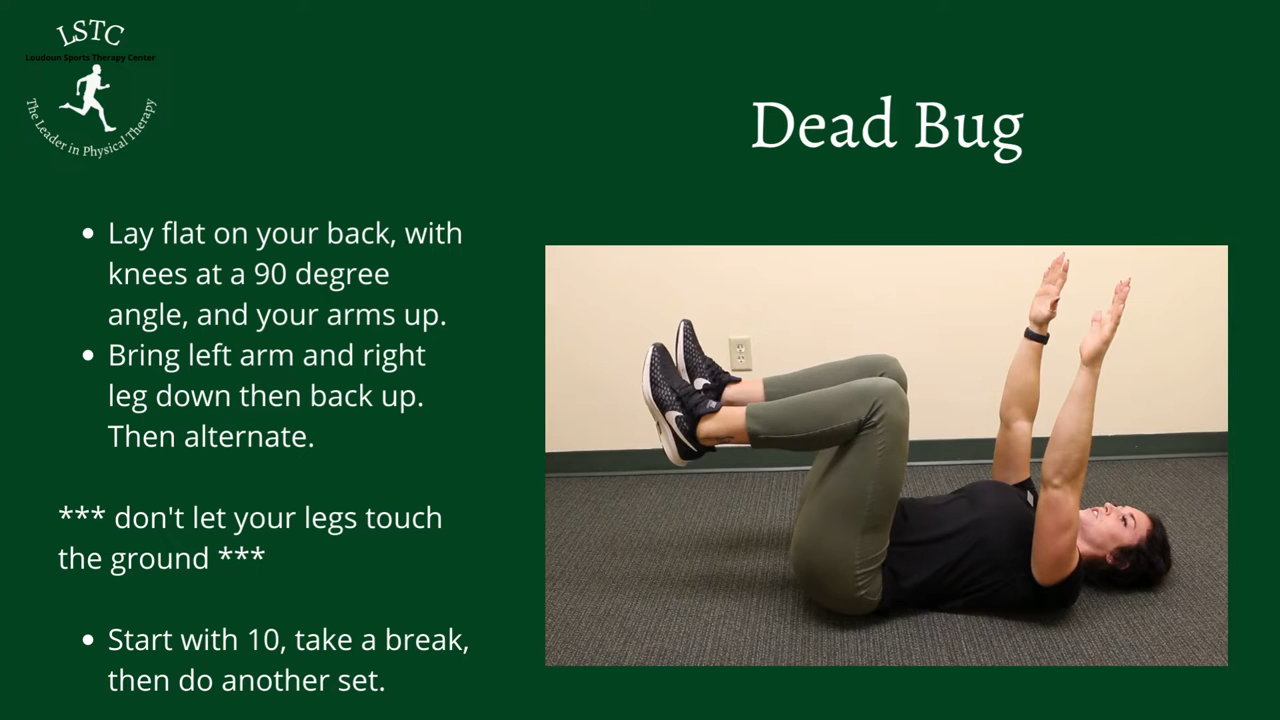 LSTC
Loudoun Sports Therapy Center
The Leader in Physical Therapy
Dead Bug
• Lay flat on your back, with
knees at a 90 degree
angle, and your arms up.
• Bring left arm and right
leg down then back up.
Then alternate.
*** don't let your legs touch
the ground ***
• Start with 10, take a break,
then do another set.